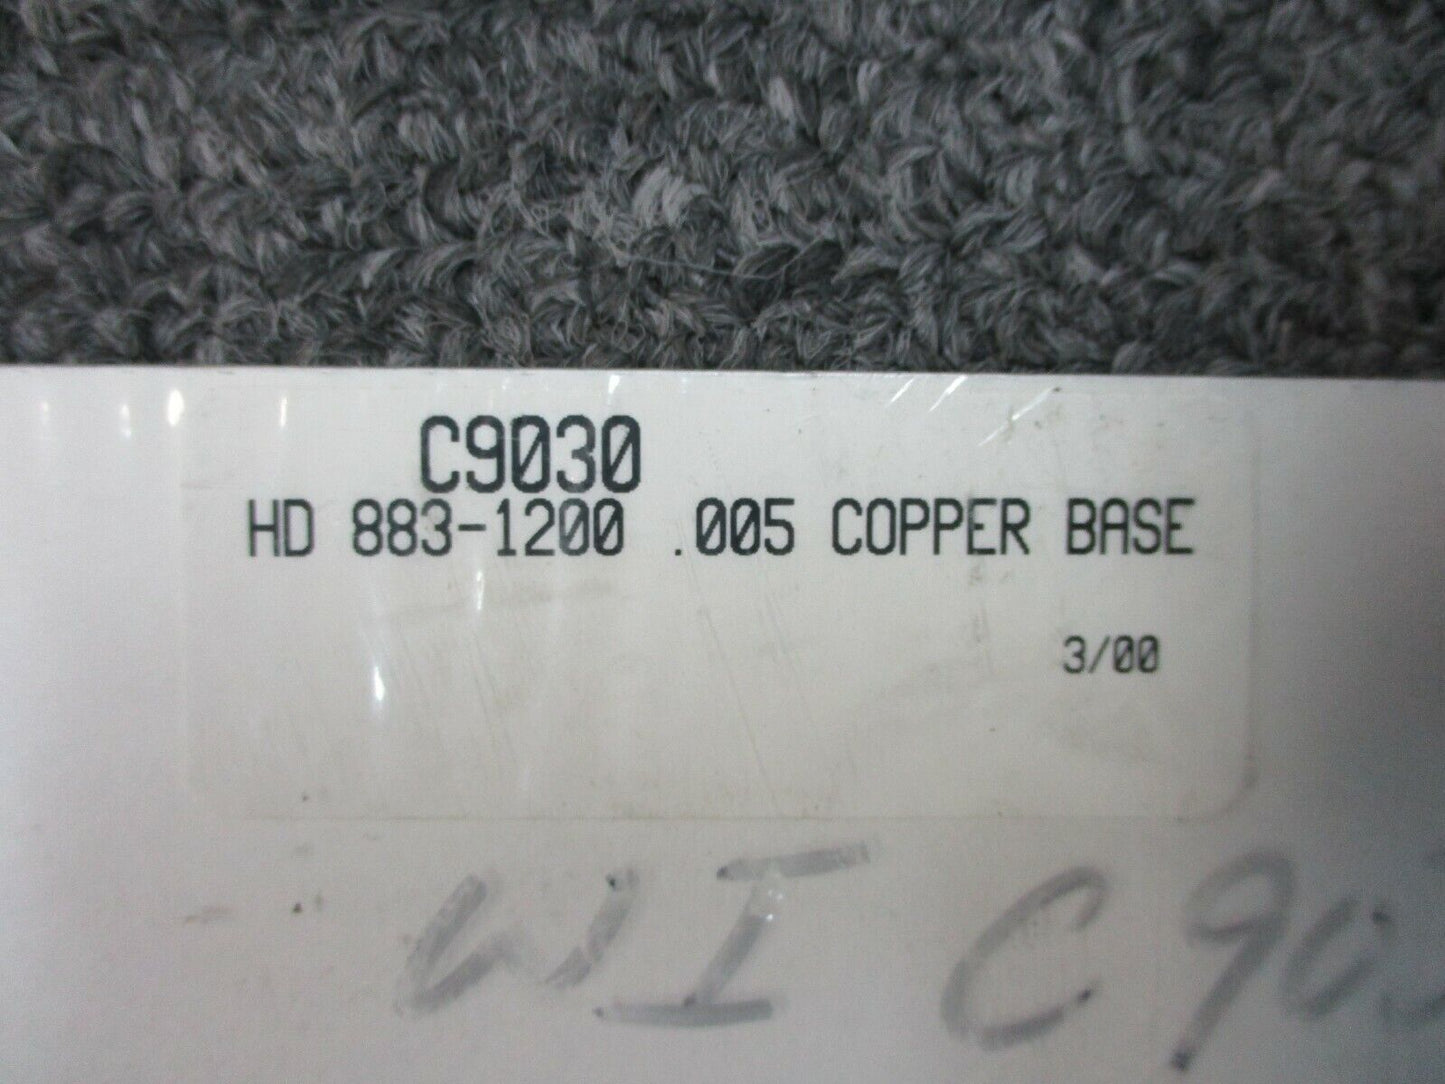 C9030
HD 883-1200 .005 COPPER BASE
3/00
WI C90